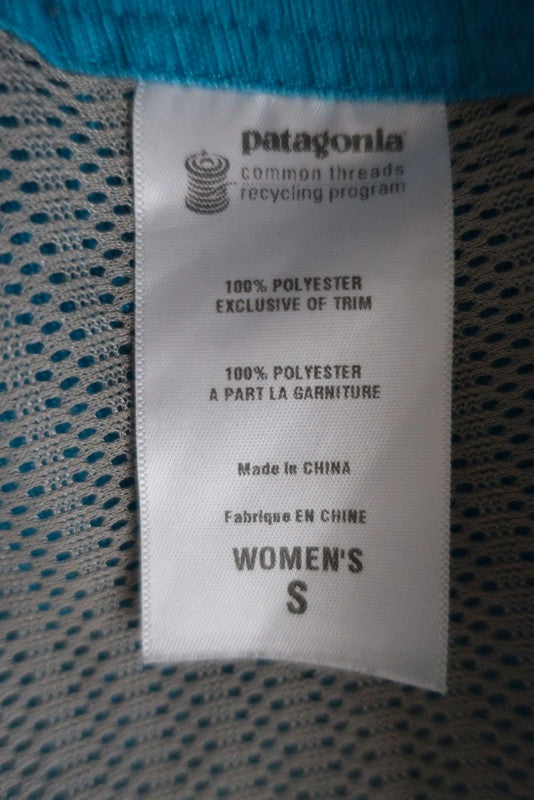 patagonia
common threads
recycling program
100% POLYESTER
EXCLUSIVE OF TRIM
100% POLYESTER
A PART LA GARNITURE
Made in CHINA
Fabrique EN CHINE
WOMEN'S
S